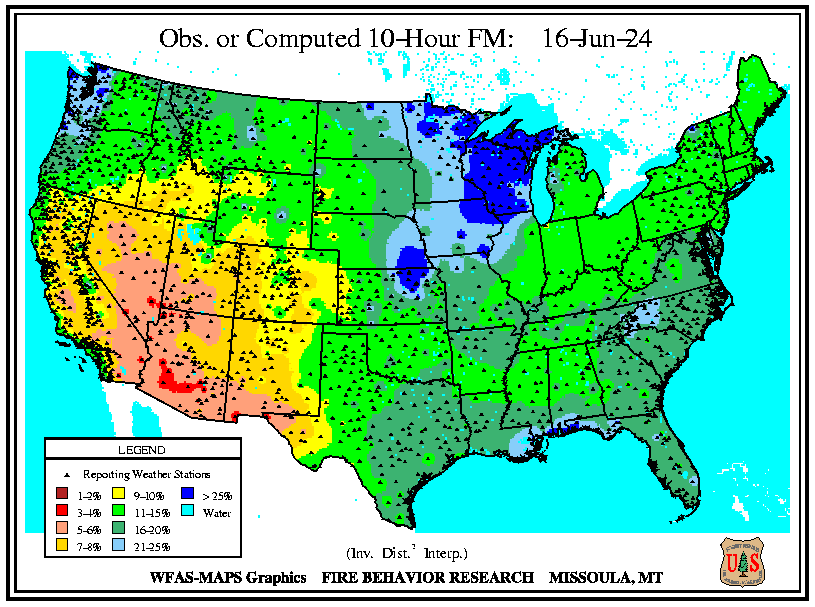 Obs. or Computed 10-Hour FM: 16-Jun-24
LEGEND
Reporting Weather Stations
1-2% 9-10% > 25%
3-4% 11-15% Water
5-6% 16-20%
7-8% 21-25%
(Inv. Dist.² Interp.)
WFAS-MAPS Graphics FIRE BEHAVIOR RESEARCH MISSOULA, MT
U S